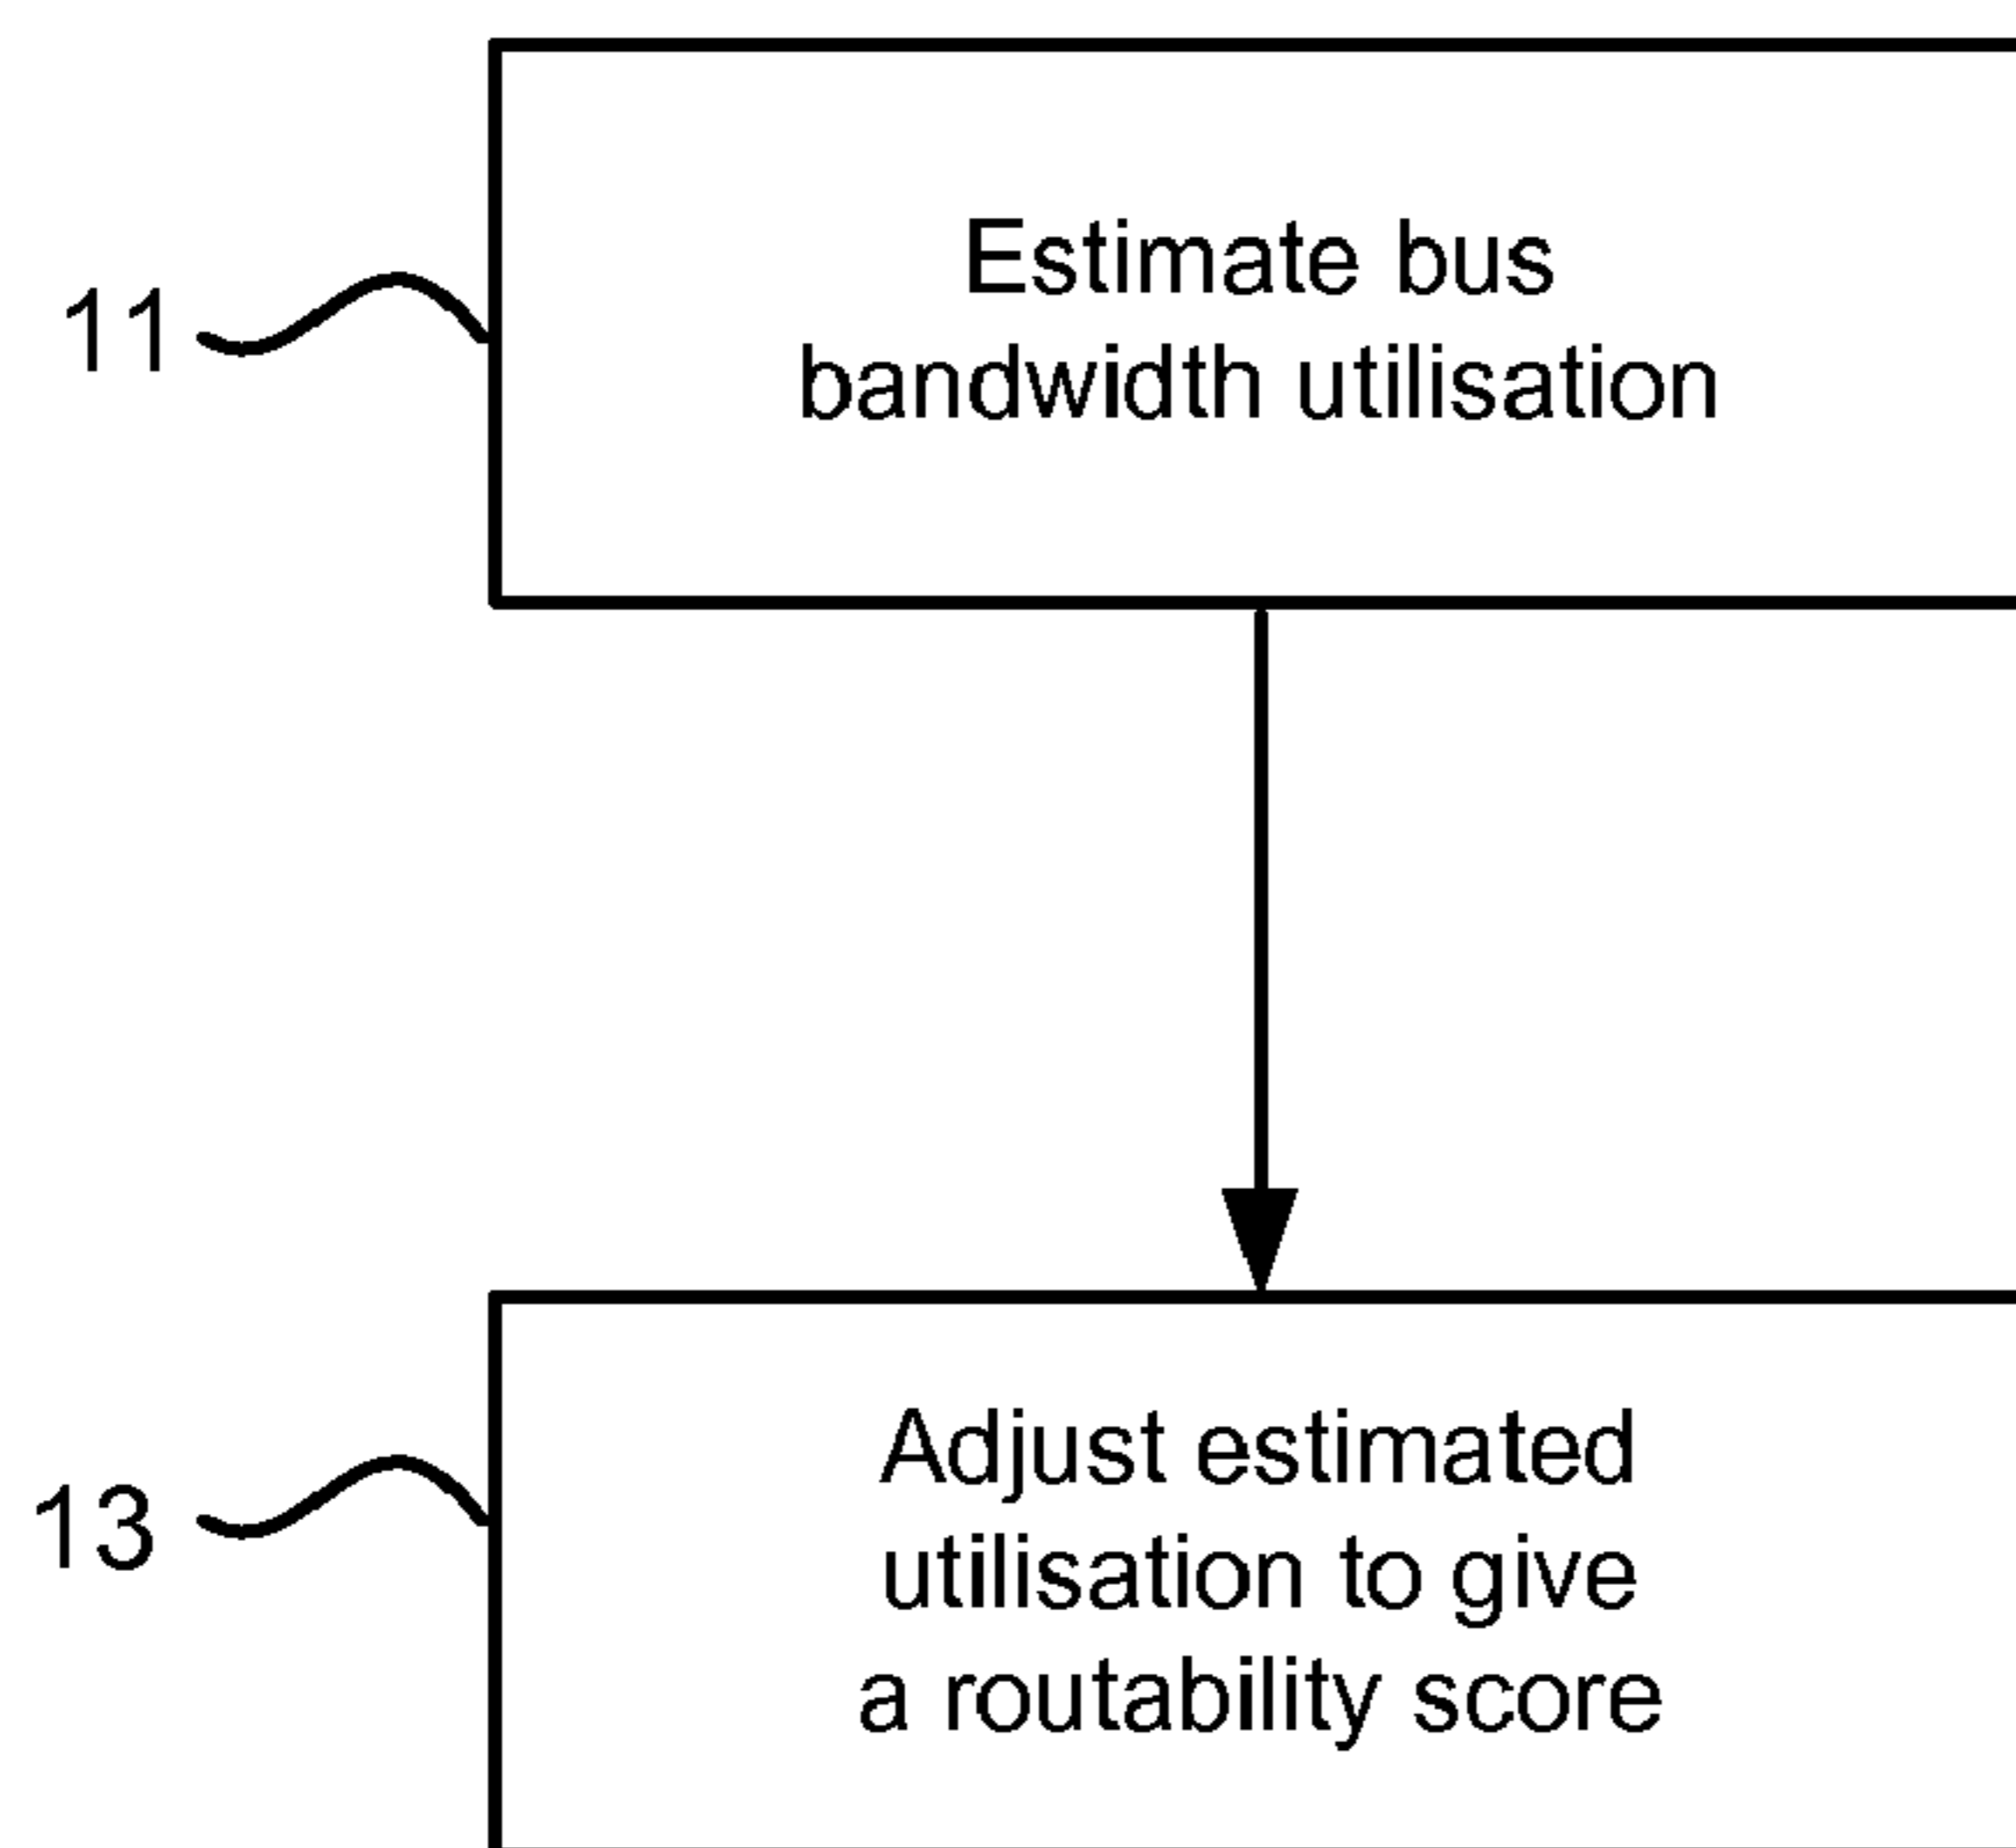 Estimate bus
11
bandwidth utilisation
Adjust estimated
13
utilisation to give
a routability score